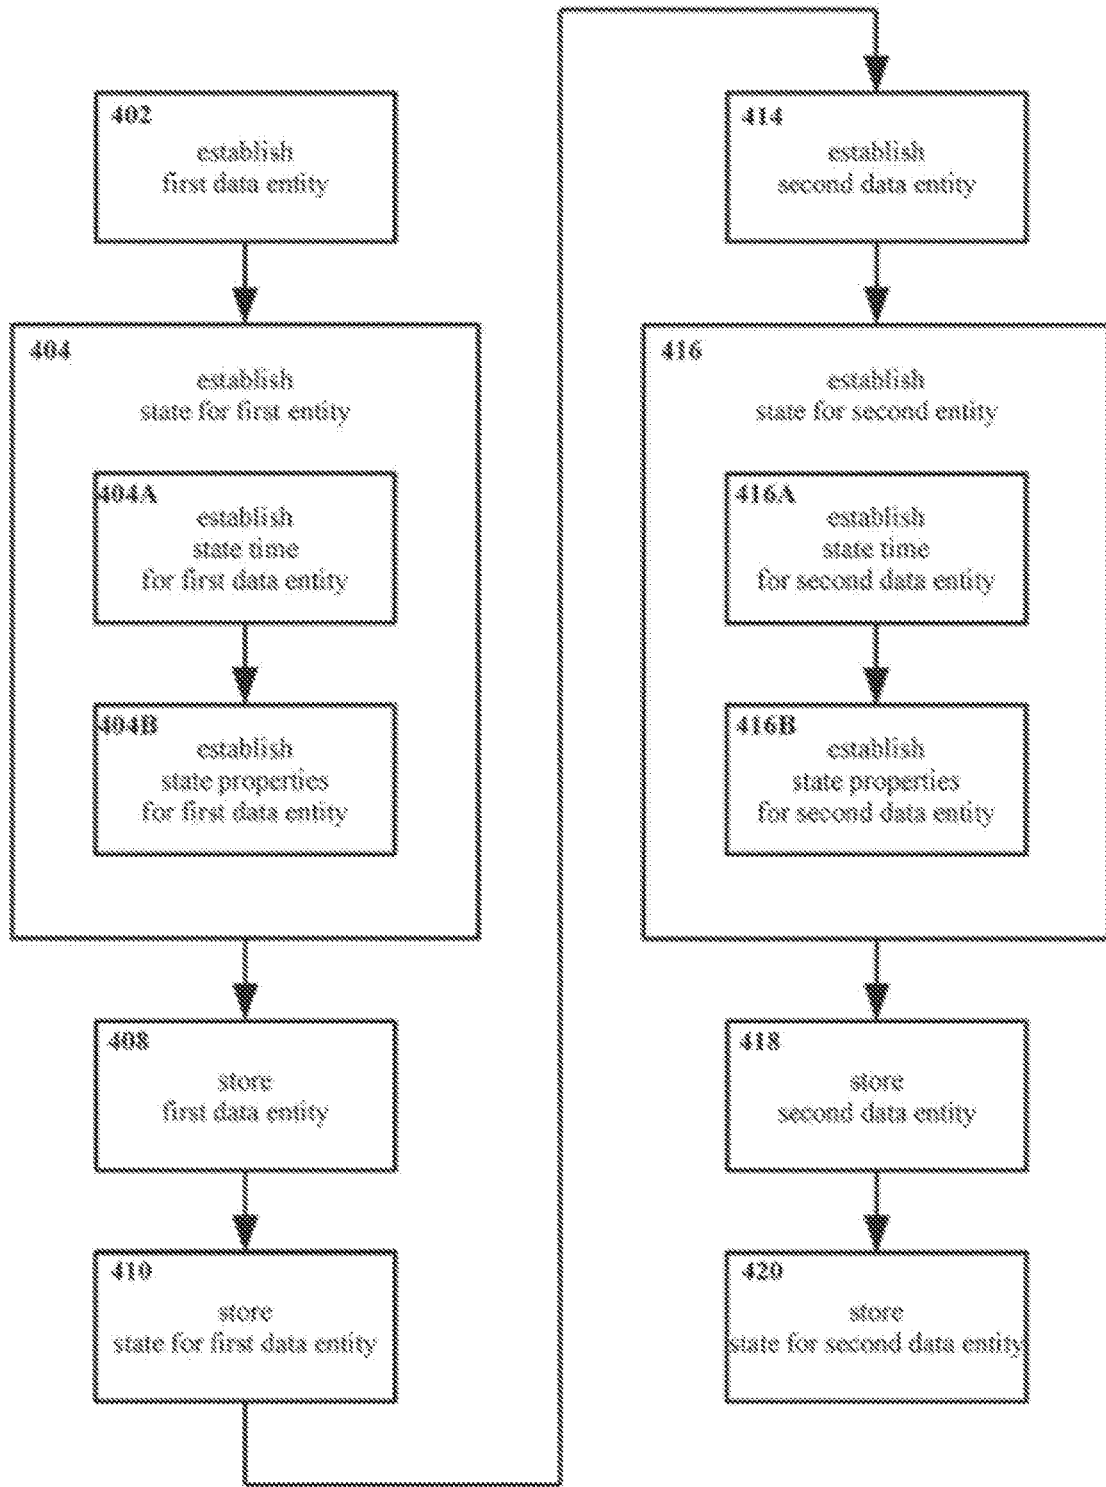 402
establish
first data entity
404
establish
state for first entity
404A
establish
state time
for first data entity
404B
establish
state properties
for first data entity
408
store
first data entity
410
store
state for first data entity
414
establish
second data entity
416
establish
state for second entity
416A
establish
state time
for second data entity
416B
establish
state properties
for second data entity
418
store
second data entity
420
store
state for second data entity